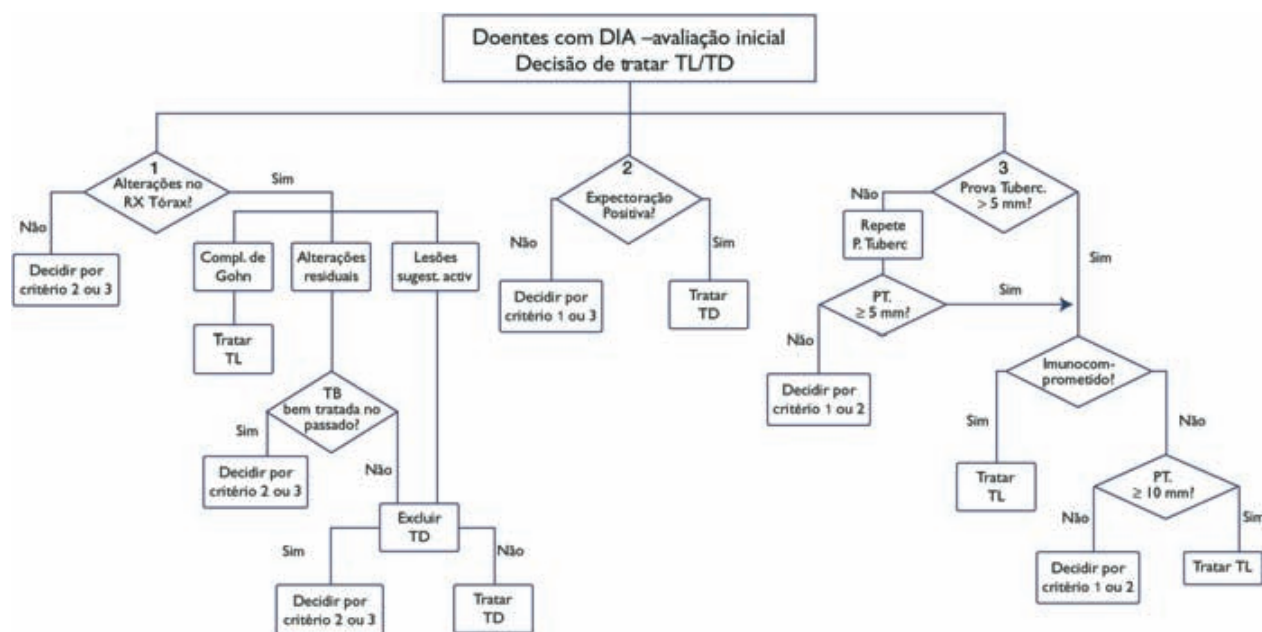 Doentes com DIA –avaliação inicial
Decisão de tratar TL/TD
1
Alterações no
RX Tórax?
Não
Sim
Decidir por
critério 2 ou 3
Compl. de
Gohn
Alterações
residuais
Lesões
sugest. activ
Tratar
TL
TB
bem tratada no
passado?
Sim
Não
Decidir por
critério 2 ou 3
Excluir
TD
Sim
Não
Decidir por
critério 2 ou 3
Tratar
TD
2
Expectoração
Positiva?
Não
Sim
Decidir por
critério 1 ou 3
Tratar
TD
3
Prova Tuberc.
> 5 mm?
Não
Sim
Repete
P. Tuberc
PT.
≥ 5 mm?
Sim
Não
Decidir por
critério 1 ou 2
Imunocom-
prometido?
Sim
Não
Tratar
TL
PT.
≥ 10 mm?
Não
Sim
Decidir por
critério 1 ou 2
Tratar TL